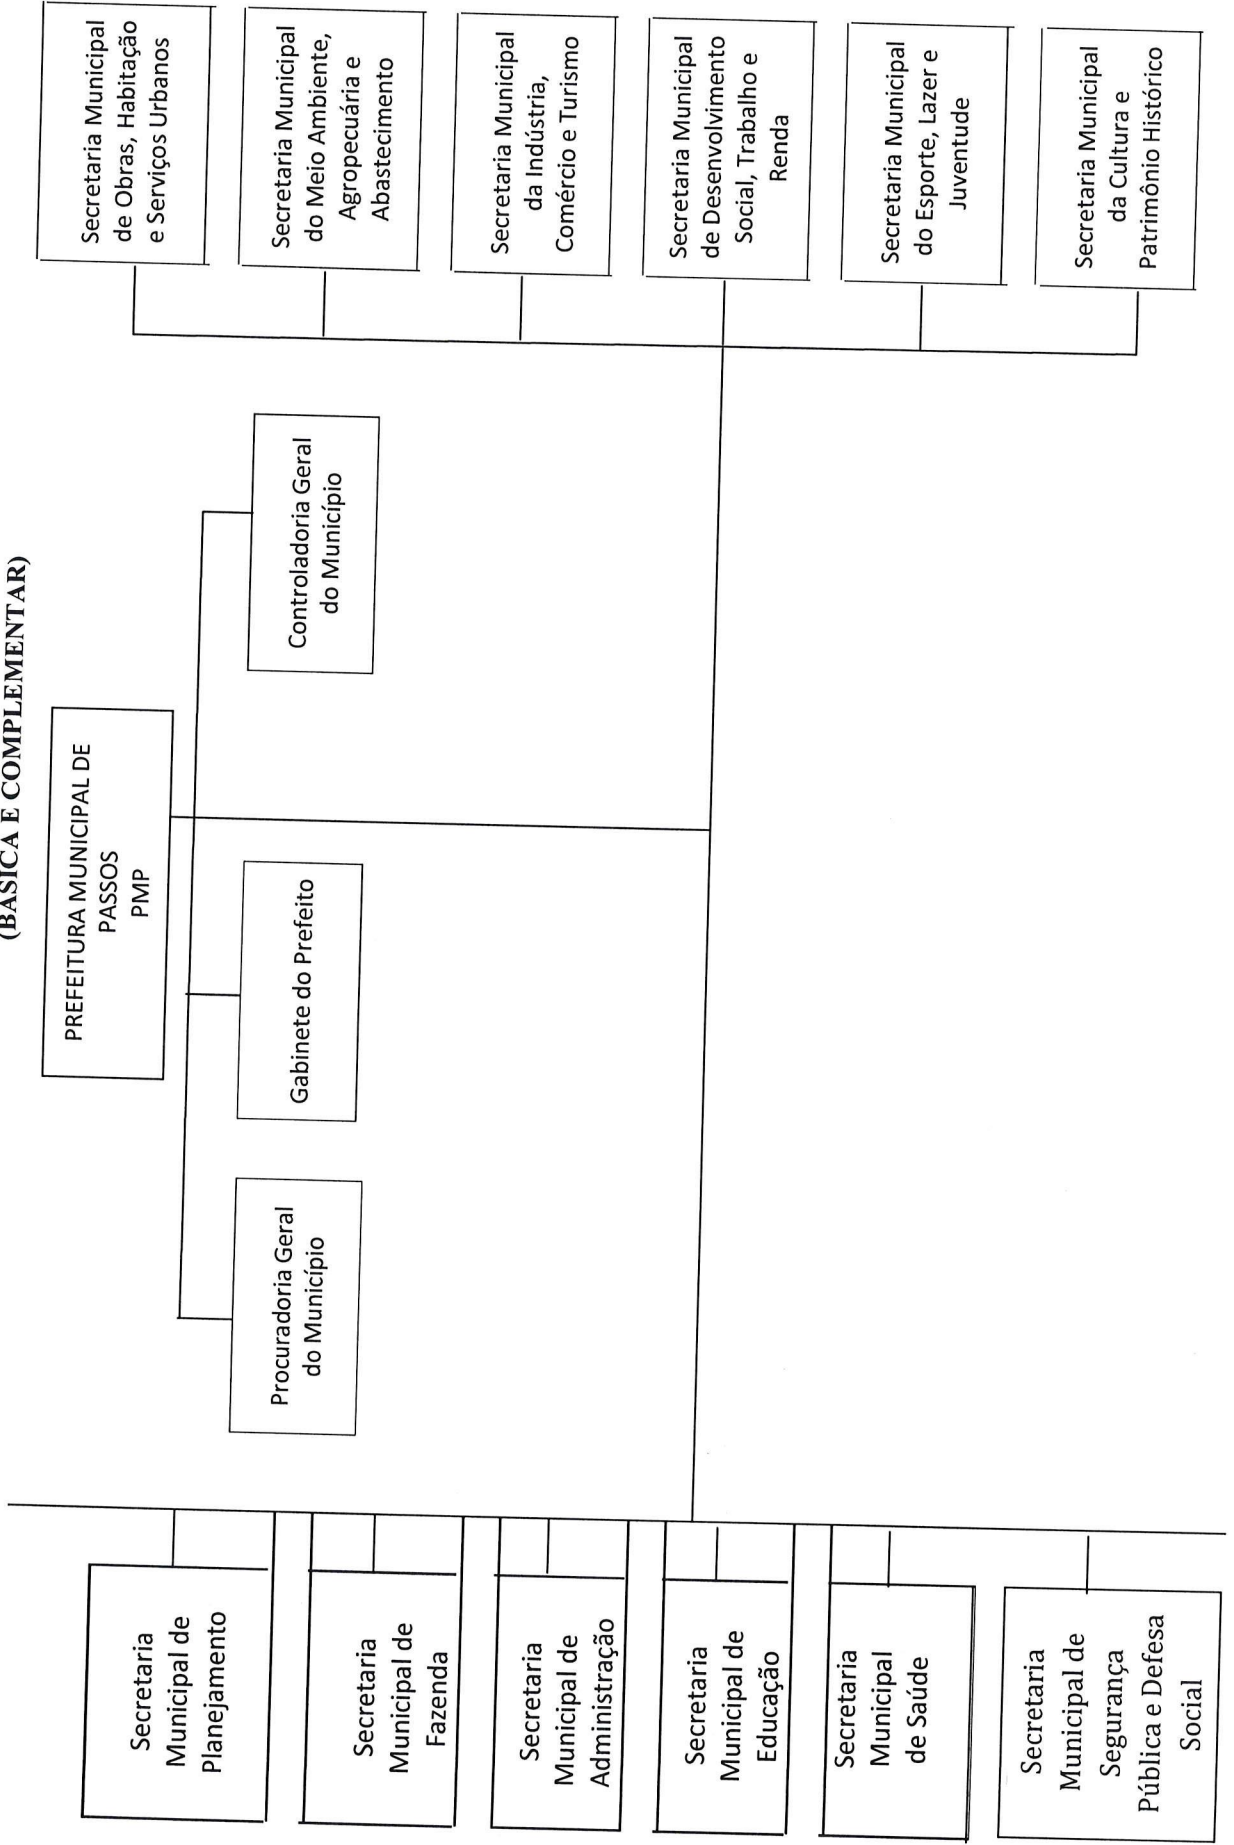 (BÁSICA E COMPLEMENTAR)
PREFEITURA MUNICIPAL DE
PASSOS
PMP
Procuradoria Geral
do Município
Gabinete do Prefeito
Controladoria Geral
do Município
Secretaria
Municipal de
Planejamento
Secretaria
Municipal de
Fazenda
Secretaria
Municipal de
Administração
Secretaria
Municipal de
Educação
Secretaria
Municipal
de Saúde
Secretaria
Municipal de
Segurança
Pública e Defesa
Social
Secretaria Municipal
de Obras, Habitação
e Serviços Urbanos
Secretaria Municipal
do Meio Ambiente,
Agropecuária e
Abastecimento
Secretaria Municipal
da Indústria,
Comércio e Turismo
Secretaria Municipal
de Desenvolvimento
Social, Trabalho e
Renda
Secretaria Municipal
do Esporte, Lazer e
Juventude
Secretaria Municipal
da Cultura e
Patrimônio Histórico